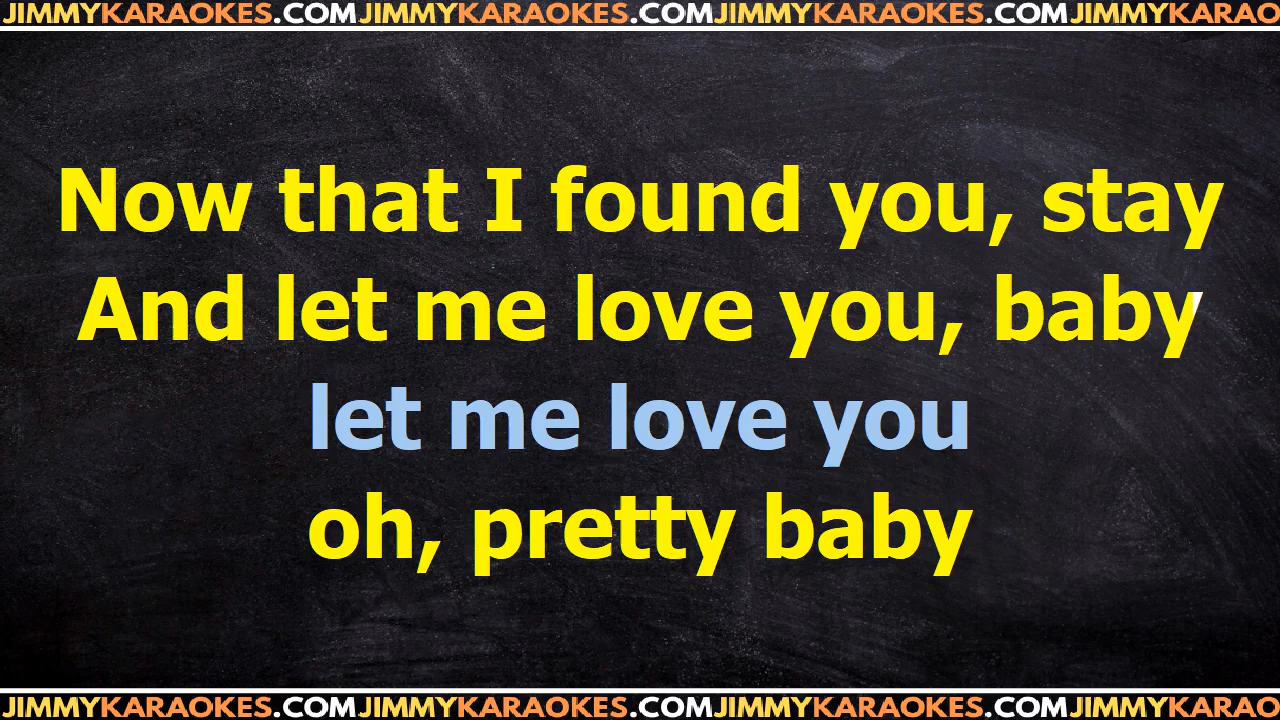 JIMMYKARAOKES.COMJIMMYKARAOKES.COMJIMMYKARAOKES.COMJIMMYKARAO
Now that I found you, stay
And let me love you, baby
let me love you
oh, pretty baby
JIMMYKARAOKES.COMJIMMYKARAOKES.COMJIMMYKARAOKES.COMJIMMYKARAO